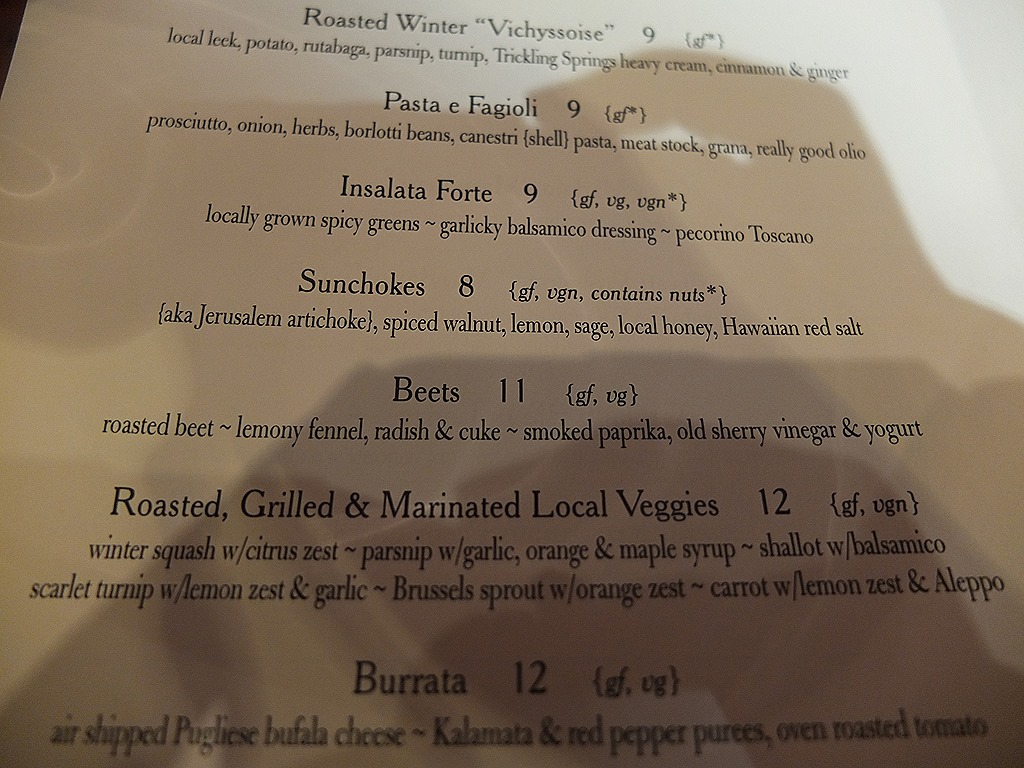 Roasted Winter “Vichyssoise” 9 {gf*}
local leek, potato, rutabaga, parsnip, turnip, Trickling Springs heavy cream, cinnamon & ginger
Pasta e Fagioli 9 {gf*}
prosciutto, onion, herbs, borlotti beans, canestri {shell} pasta, meat stock, grana, really good olio
Insalata Forte 9 {gf, vg, vgn*}
locally grown spicy greens ~ garlicky balsamico dressing ~ pecorino Toscano
Sunchokes 8 {gf, vgn, contains nuts*}
{aka Jerusalem artichoke}, spiced walnut, lemon, sage, local honey, Hawaiian red salt
Beets 11 {gf, vg}
roasted beet ~ lemony fennel, radish & cuke ~ smoked paprika, old sherry vinegar & yogurt
Roasted, Grilled & Marinated Local Veggies 12 {gf, vgn}
winter squash w/citrus zest ~ parsnip w/garlic, orange & maple syrup ~ shallot w/balsamico
scarlet turnip w/lemon zest & garlic ~ Brussels sprout w/orange zest ~ carrot w/lemon zest & Aleppo
Burrata 12 {gf, vg}
air shipped Pugliese bufala cheese ~ Kalamata & red pepper purees, oven roasted tomato